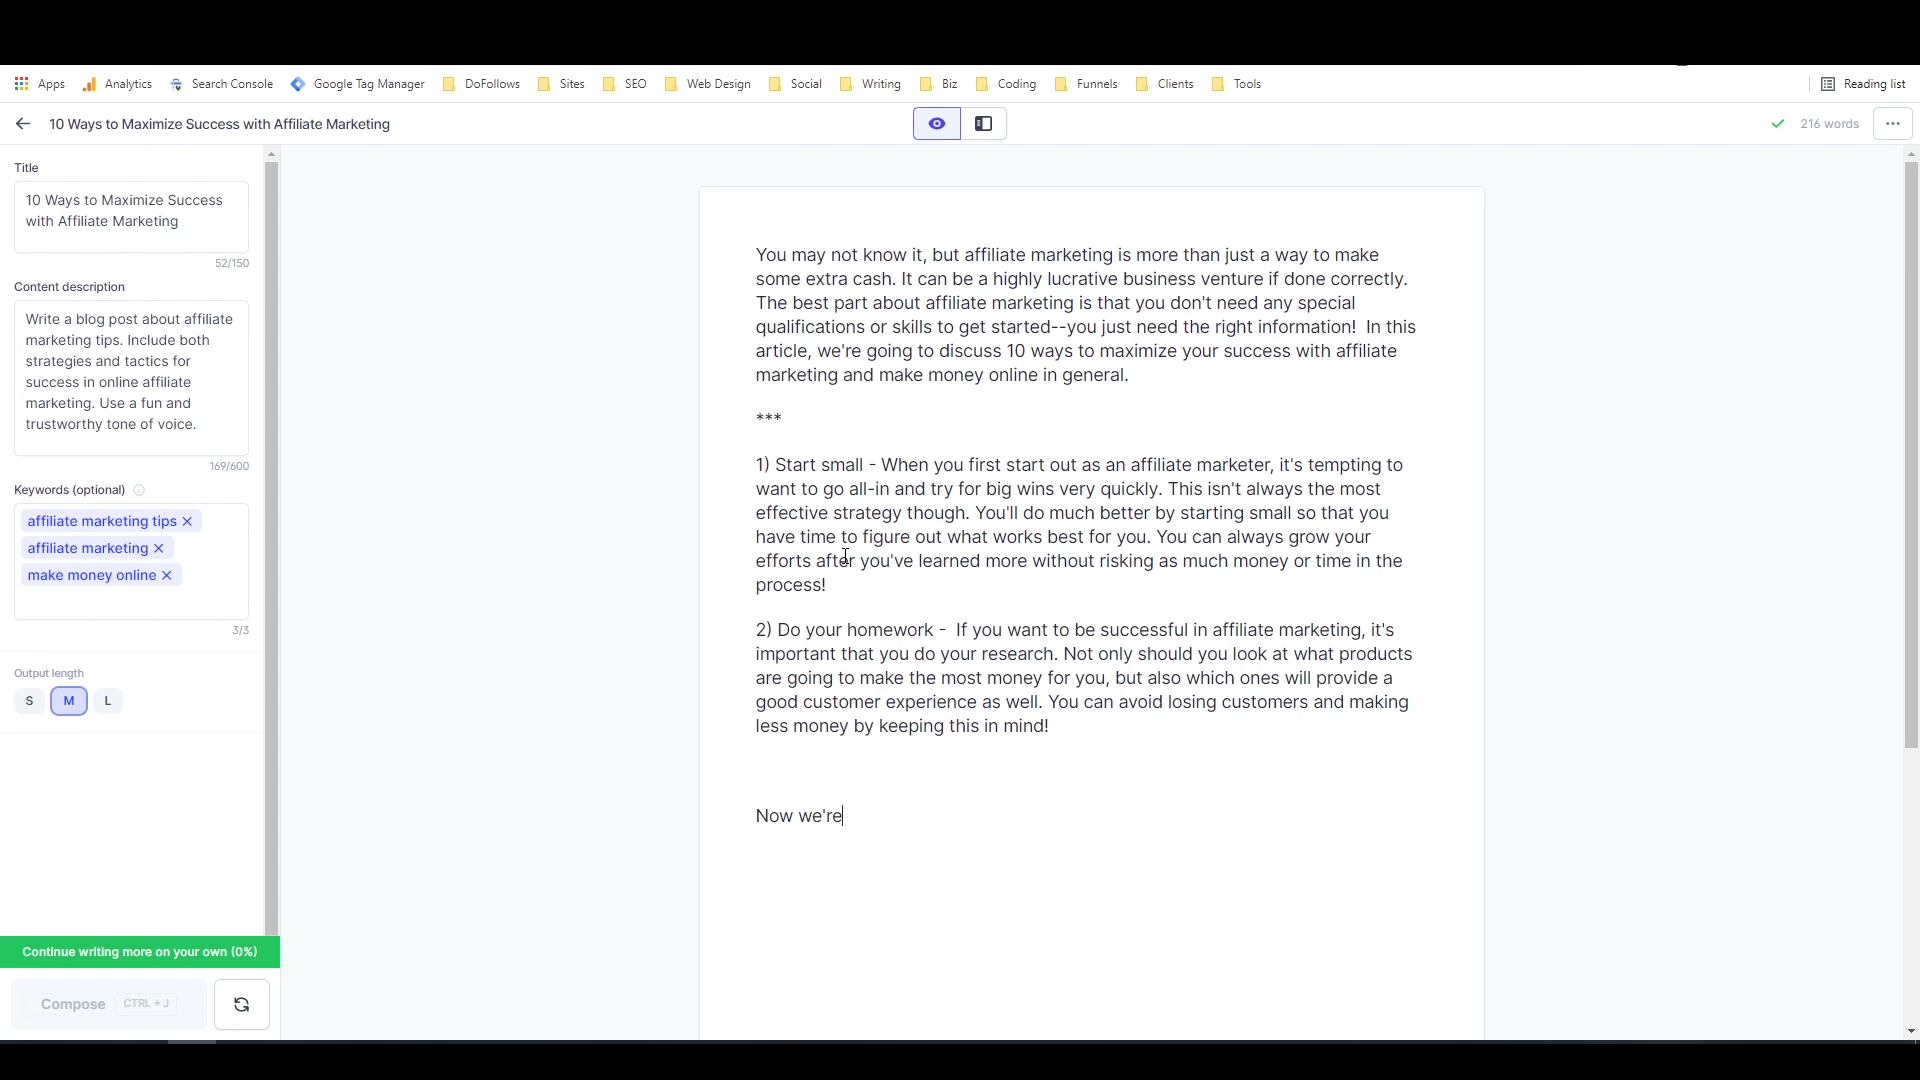 Apps Analytics Search Console Google Tag Manager DoFollows Sites SEO Web Design Social Writing Biz Coding Funnels Clients Tools Reading list
10 Ways to Maximize Success with Affiliate Marketing
216 words
Title
10 Ways to Maximize Success
with Affiliate Marketing
52/150
Content description
Write a blog post about affiliate
marketing tips. Include both
strategies and tactics for
success in online affiliate
marketing. Use a fun and
trustworthy tone of voice.
169/600
Keywords (optional)
affiliate marketing tips
affiliate marketing
make money online
3/3
Output length
S M L
Continue writing more on your own (0%)
Compose CTRL + J
You may not know it, but affiliate marketing is more than just a way to make
some extra cash. It can be a highly lucrative business venture if done correctly.
The best part about affiliate marketing is that you don't need any special
qualifications or skills to get started--you just need the right information!  In this
article, we're going to discuss 10 ways to maximize your success with affiliate
marketing and make money online in general.
***
1) Start small - When you first start out as an affiliate marketer, it's tempting to
want to go all-in and try for big wins very quickly. This isn't always the most
effective strategy though. You'll do much better by starting small so that you
have time to figure out what works best for you. You can always grow your
efforts after you've learned more without risking as much money or time in the
process!
2) Do your homework -  If you want to be successful in affiliate marketing, it's
important that you do your research. Not only should you look at what products
are going to make the most money for you, but also which ones will provide a
good customer experience as well. You can avoid losing customers and making
less money by keeping this in mind!
Now we're